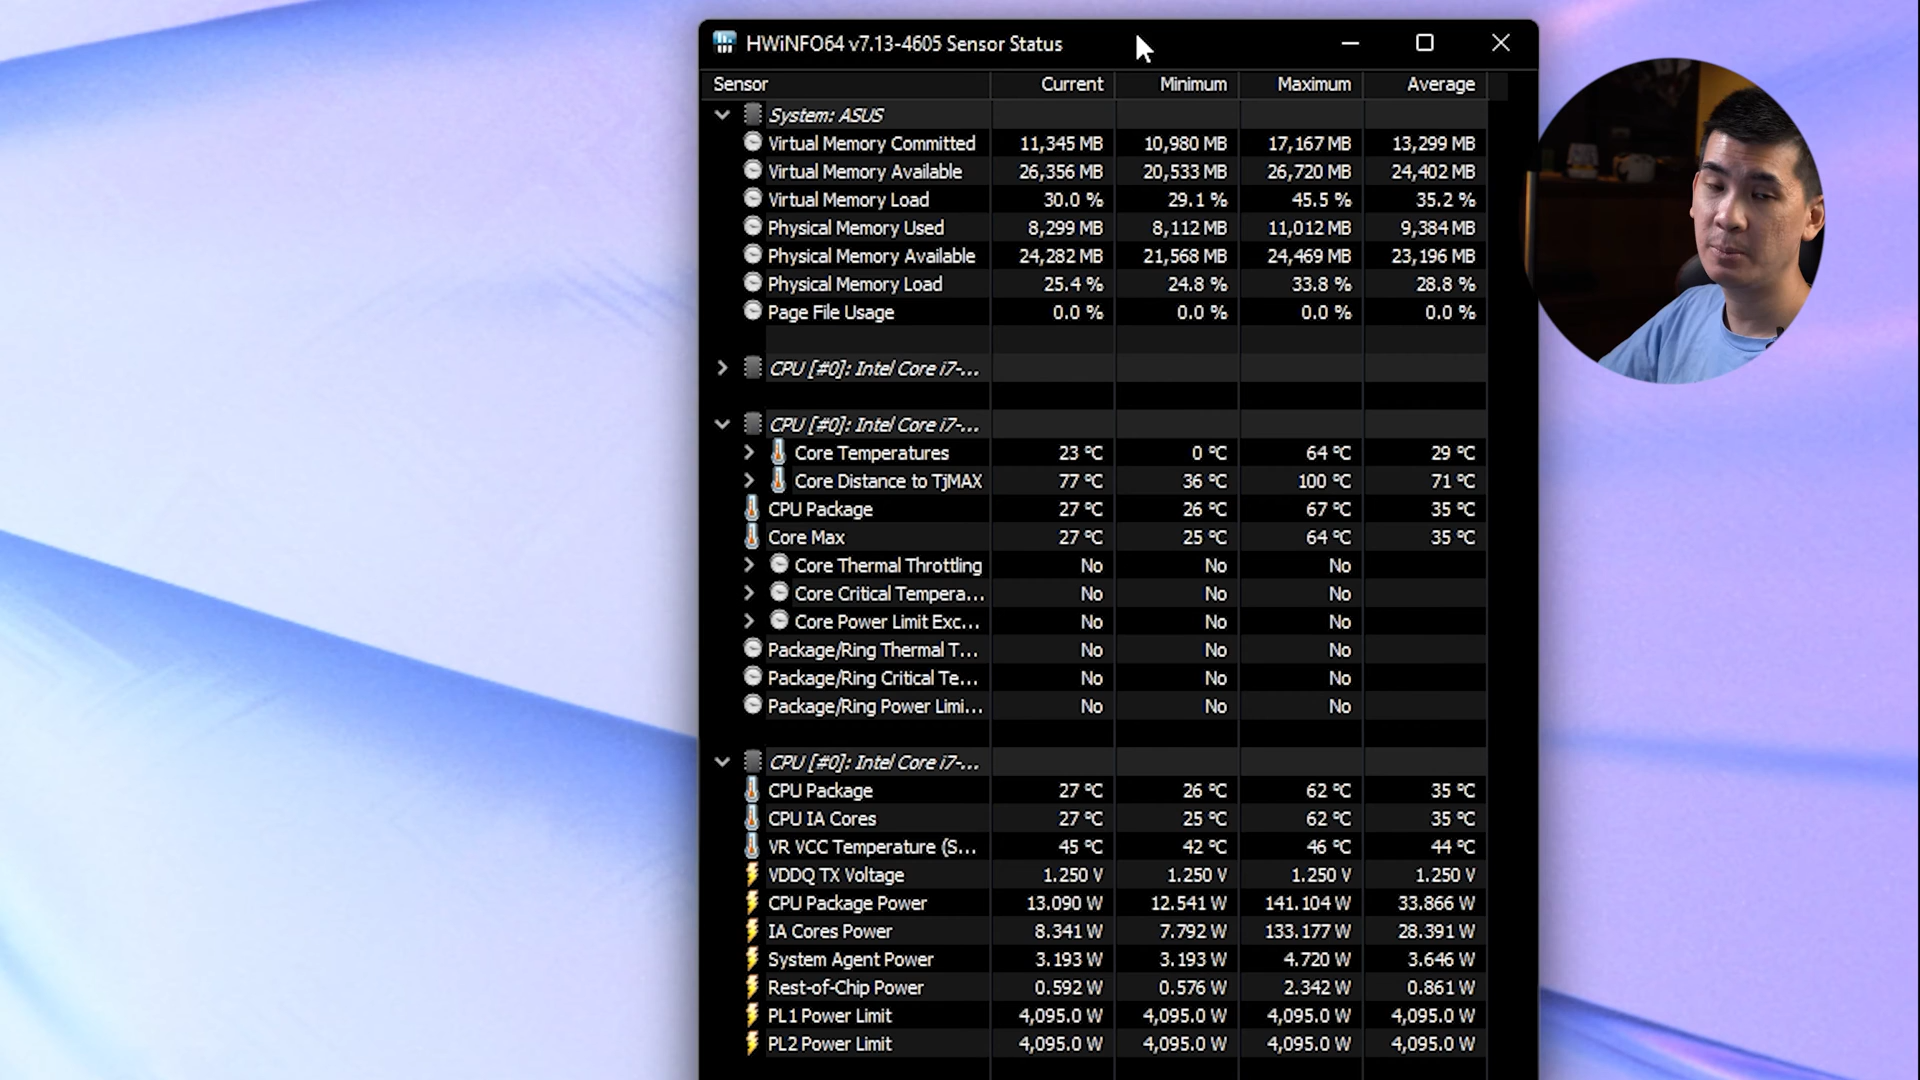 HWiNFO64 v7.13-4605 Sensor Status
Sensor Current Minimum Maximum Average
System: ASUS
Virtual Memory Committed 11,345 MB 10,980 MB 17,167 MB 13,299 MB
Virtual Memory Available 26,356 MB 20,533 MB 26,720 MB 24,402 MB
Virtual Memory Load 30.0 % 29.1 % 45.5 % 35.2 %
Physical Memory Used 8,299 MB 8,112 MB 11,012 MB 9,384 MB
Physical Memory Available 24,282 MB 21,568 MB 24,469 MB 23,196 MB
Physical Memory Load 25.4 % 24.8 % 33.8 % 28.8 %
Page File Usage 0.0 % 0.0 % 0.0 % 0.0 %
CPU [#0]: Intel Core i7-...
CPU [#0]: Intel Core i7-...
Core Temperatures 23 °C 0 °C 64 °C 29 °C
Core Distance to TjMAX 77 °C 36 °C 100 °C 71 °C
CPU Package 27 °C 26 °C 67 °C 35 °C
Core Max 27 °C 25 °C 64 °C 35 °C
Core Thermal Throttling No No No
Core Critical Tempera... No No No
Core Power Limit Exc... No No No
Package/Ring Thermal T... No No No
Package/Ring Critical Te... No No No
Package/Ring Power Limi... No No No
CPU [#0]: Intel Core i7-...
CPU Package 27 °C 26 °C 62 °C 35 °C
CPU IA Cores 27 °C 25 °C 62 °C 35 °C
VR VCC Temperature (S... 45 °C 42 °C 46 °C 44 °C
VDDQ TX Voltage 1.250 V 1.250 V 1.250 V 1.250 V
CPU Package Power 13.090 W 12.541 W 141.104 W 33.866 W
IA Cores Power 8.341 W 7.792 W 133.177 W 28.391 W
System Agent Power 3.193 W 3.193 W 4.720 W 3.646 W
Rest-of-Chip Power 0.592 W 0.576 W 2.342 W 0.861 W
PL1 Power Limit 4,095.0 W 4,095.0 W 4,095.0 W 4,095.0 W
PL2 Power Limit 4,095.0 W 4,095.0 W 4,095.0 W 4,095.0 W